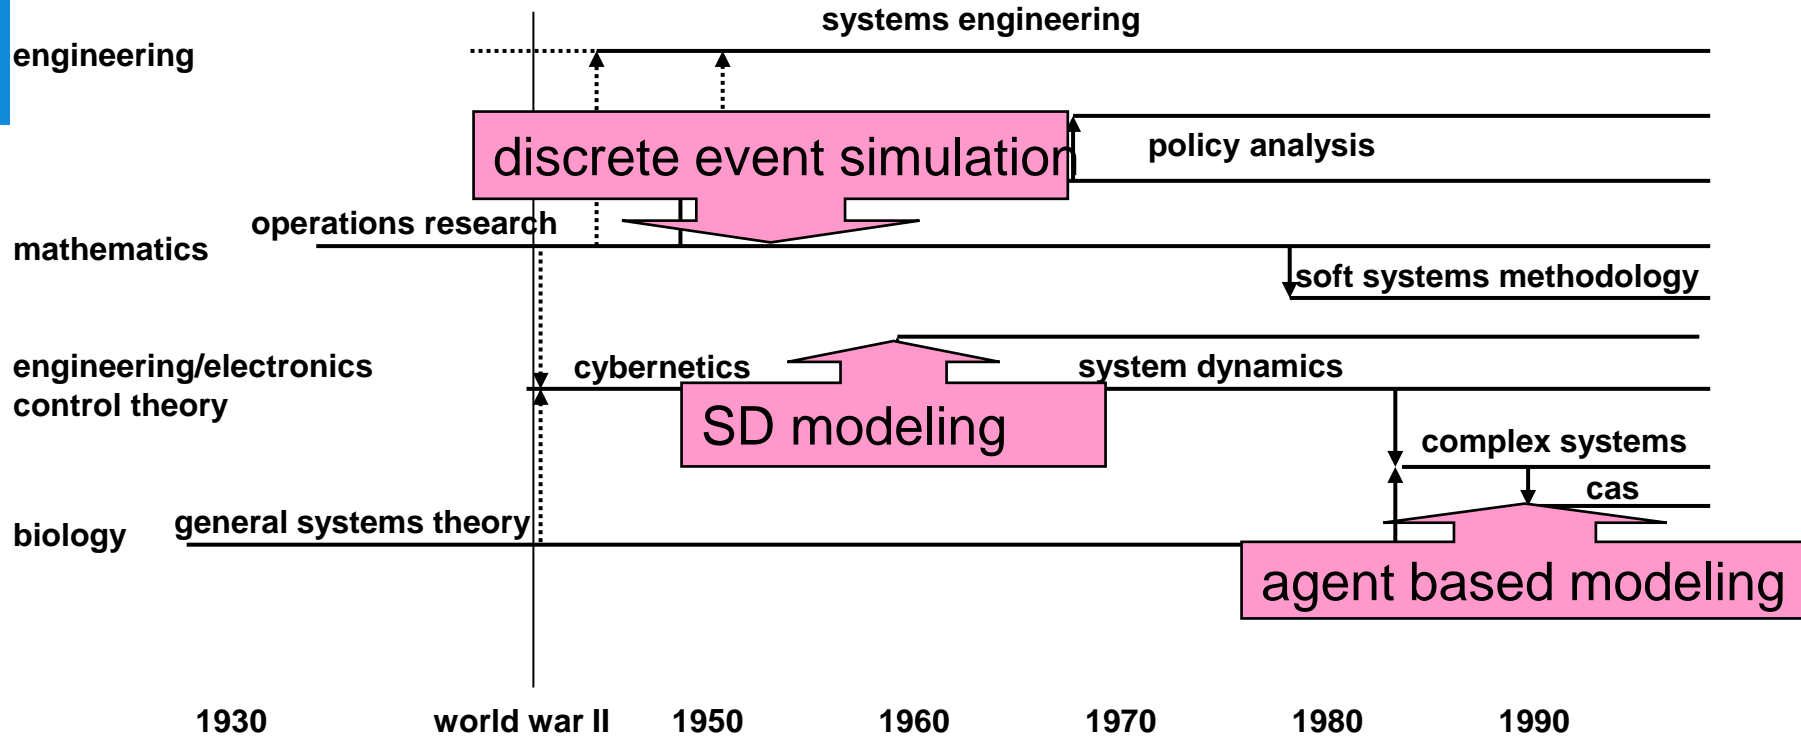 systems engineering
engineering
discrete event simulation
policy analysis
operations research
mathematics
soft systems methodology
engineering/electronics
control theory
cybernetics
system dynamics
SD modeling
complex systems
cas
general systems theory
biology
agent based modeling
1930
world war II
1950
1960
1970
1980
1990